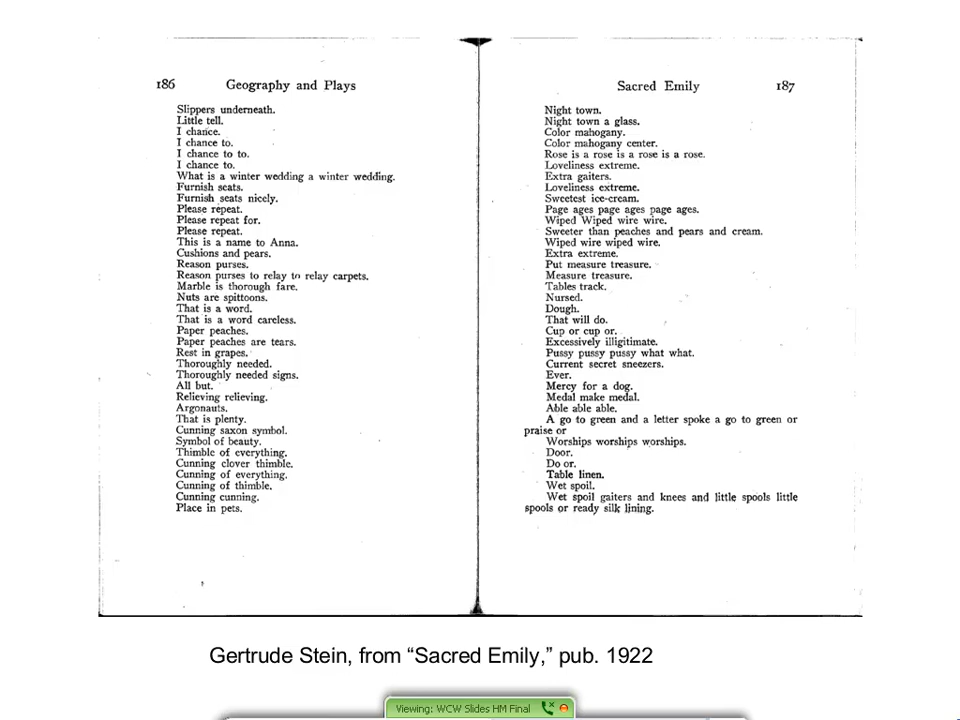 186 Geography and Plays
Slippers underneath.
Little tell.
I chance.
I chance to.
I chance to to.
I chance to.
What is a winter wedding a winter wedding.
Furnish seats.
Furnish seats nicely.
Please repeat.
Please repeat for.
Please repeat.
This is a name to Anna.
Cushions and pears.
Reason purses.
Reason purses to relay to relay carpets.
Marble is thorough fare.
Nuts are spittoons.
That is a word.
That is a word careless.
Paper peaches.
Paper peaches are tears.
Rest in grapes.
Thoroughly needed.
Thoroughly needed signs.
All but.
Relieving relieving.
Argonauts.
That is plenty.
Cunning saxon symbol.
Symbol of beauty.
Thimble of everything.
Cunning clover thimble.
Cunning of everything.
Cunning of thimble.
Cunning cunning.
Place in pets.
Sacred Emily 187
Night town.
Night town a glass.
Color mahogany.
Color mahogany center.
Rose is a rose is a rose is a rose.
Loveliness extreme.
Extra gaiters.
Loveliness extreme.
Sweetest ice-cream.
Page ages page ages page ages.
Wiped Wiped wire wire.
Sweeter than peaches and pears and cream.
Wiped wire wiped wire.
Extra extreme.
Put measure treasure.
Measure treasure.
Tables track.
Nursed.
Dough.
That will do.
Cup or cup or.
Excessively illigitimate.
Pussy pussy pussy what what.
Current secret sneezers.
Ever.
Mercy for a dog.
Medal make medal.
Able able able.
A go to green and a letter spoke a go to green or
praise or
Worships worships worships.
Door.
Do or.
Table linen.
Wet spoil.
Wet spoil gaiters and knees and little spools little
spools or ready silk lining.
Gertrude Stein, from “Sacred Emily,” pub. 1922
Viewing: WCW Slides HM Final